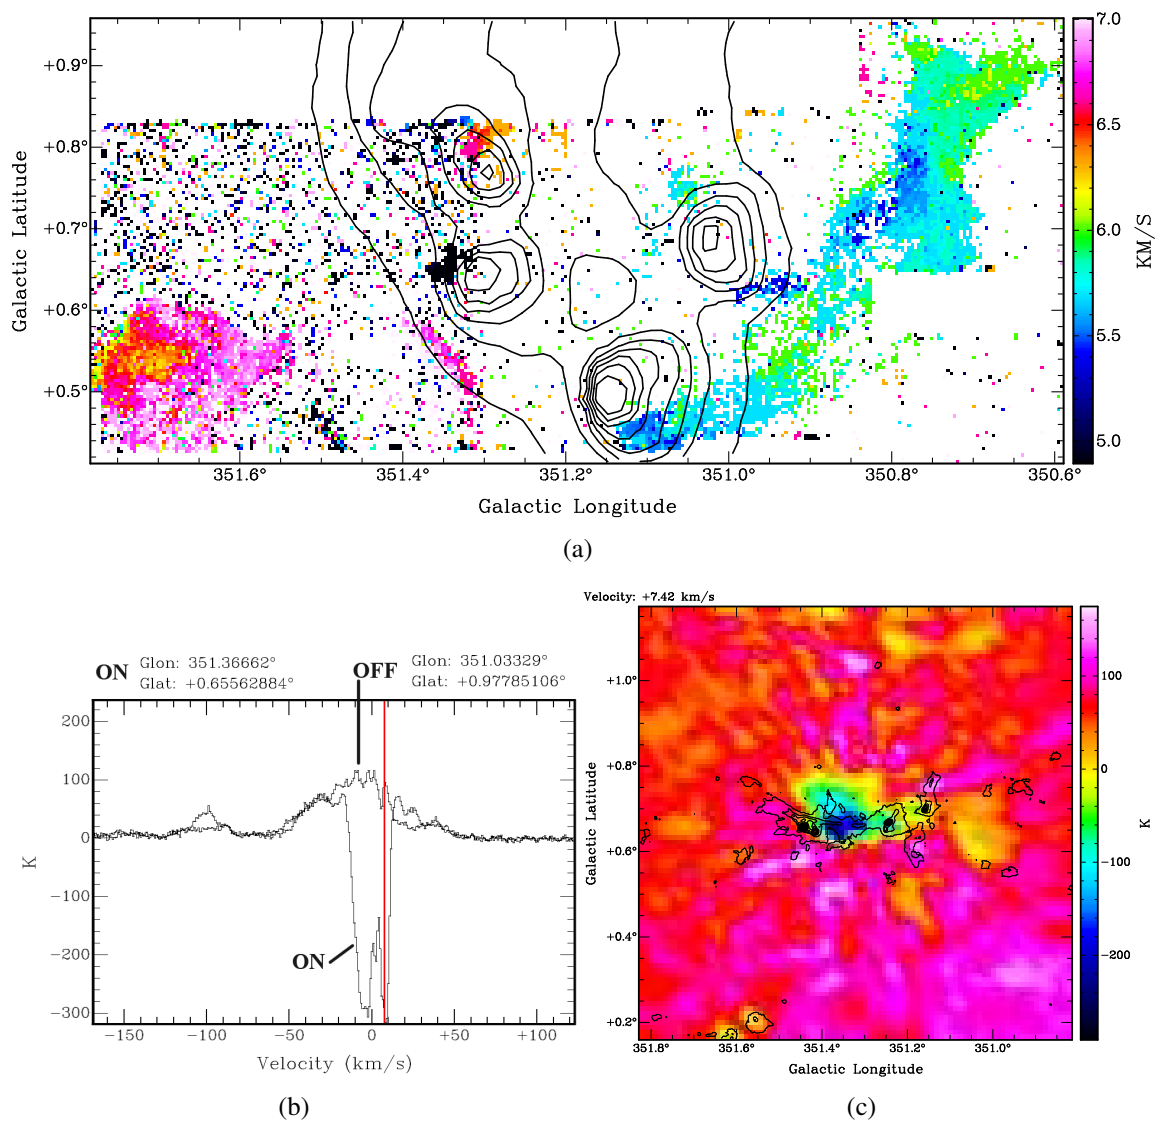 7.0
+0.9°
6.5
+0.8°
Galactic Latitude
+0.7°
6.0
KM/S
+0.6°
5.5
+0.5°
5.0
351.6° 351.4° 351.2° 351.0° 350.8° 350.6°
Galactic Longitude
(a)
Velocity: +7.42 km/s
ON Glon: 351.36662° OFF Glon: 351.03329°
Glat: +0.65562884° Glat: +0.97785106°
200
100
0
−100
−200
−300
K
ON
−150 −100 −50 0 +50 +100
Velocity (km/s)
(b)
+1.0°
+0.8°
+0.6°
+0.4°
+0.2°
Galactic Latitude
351.8° 351.6° 351.4° 351.2° 351.0°
Galactic Longitude
100
0
−100
−200
K
(c)